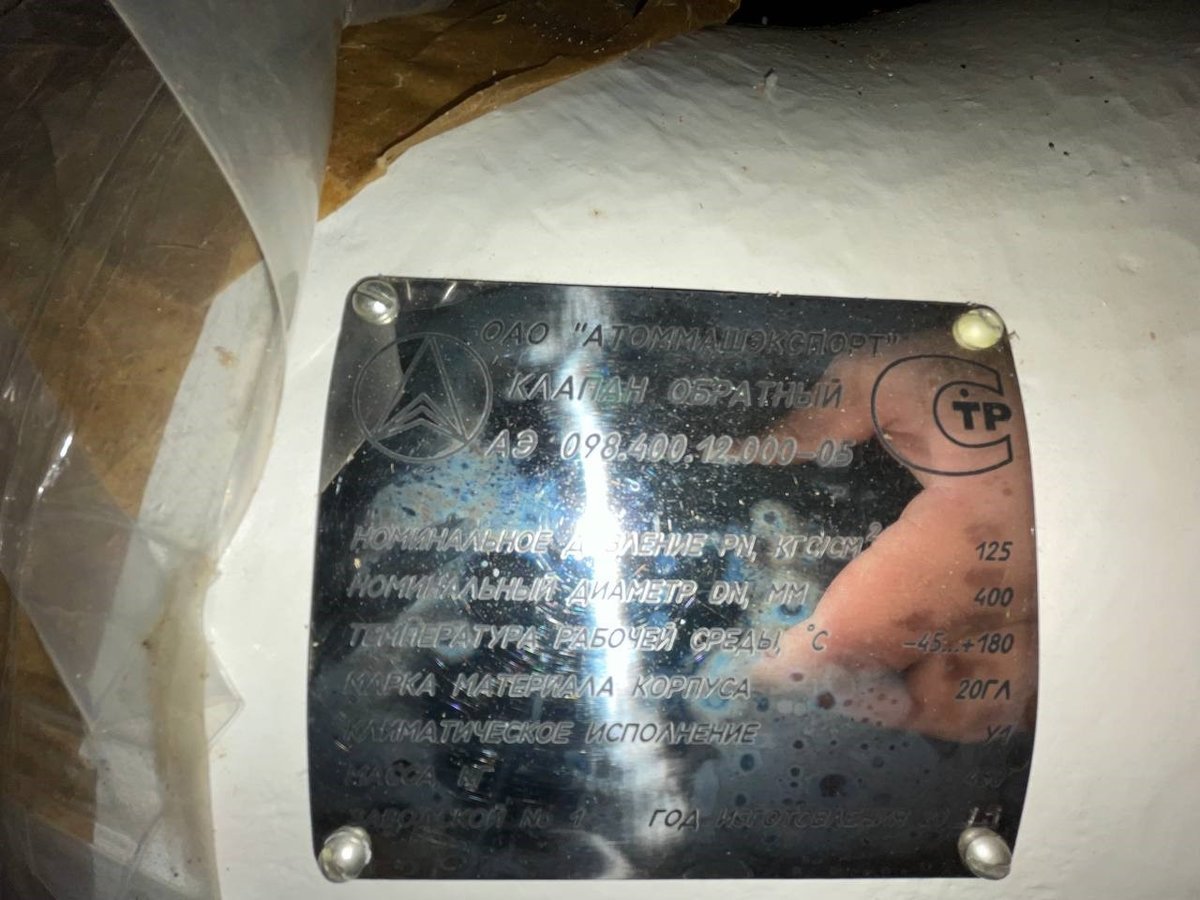 ОАО "АТОММАШЭКСПОРТ"
КЛАПАН ОБРАТНЫЙ
АЭ 098.400.12.000-05
СТР
НОМИНАЛЬНОЕ ДАВЛЕНИЕ PN, КГС/СМ² 125
НОМИНАЛЬНЫЙ ДИАМЕТР, DN, ММ 400
ТЕМПЕРАТУРА РАБОЧЕЙ СРЕДЫ, °С -45...+180
МАРКА МАТЕРИАЛА КОРПУСА 20ГЛ
КЛИМАТИЧЕСКОЕ ИСПОЛНЕНИЕ У1
МАССА, КГ
ЗАВОДСКОЙ № 1 ГОД ИЗГОТОВЛЕНИЯ